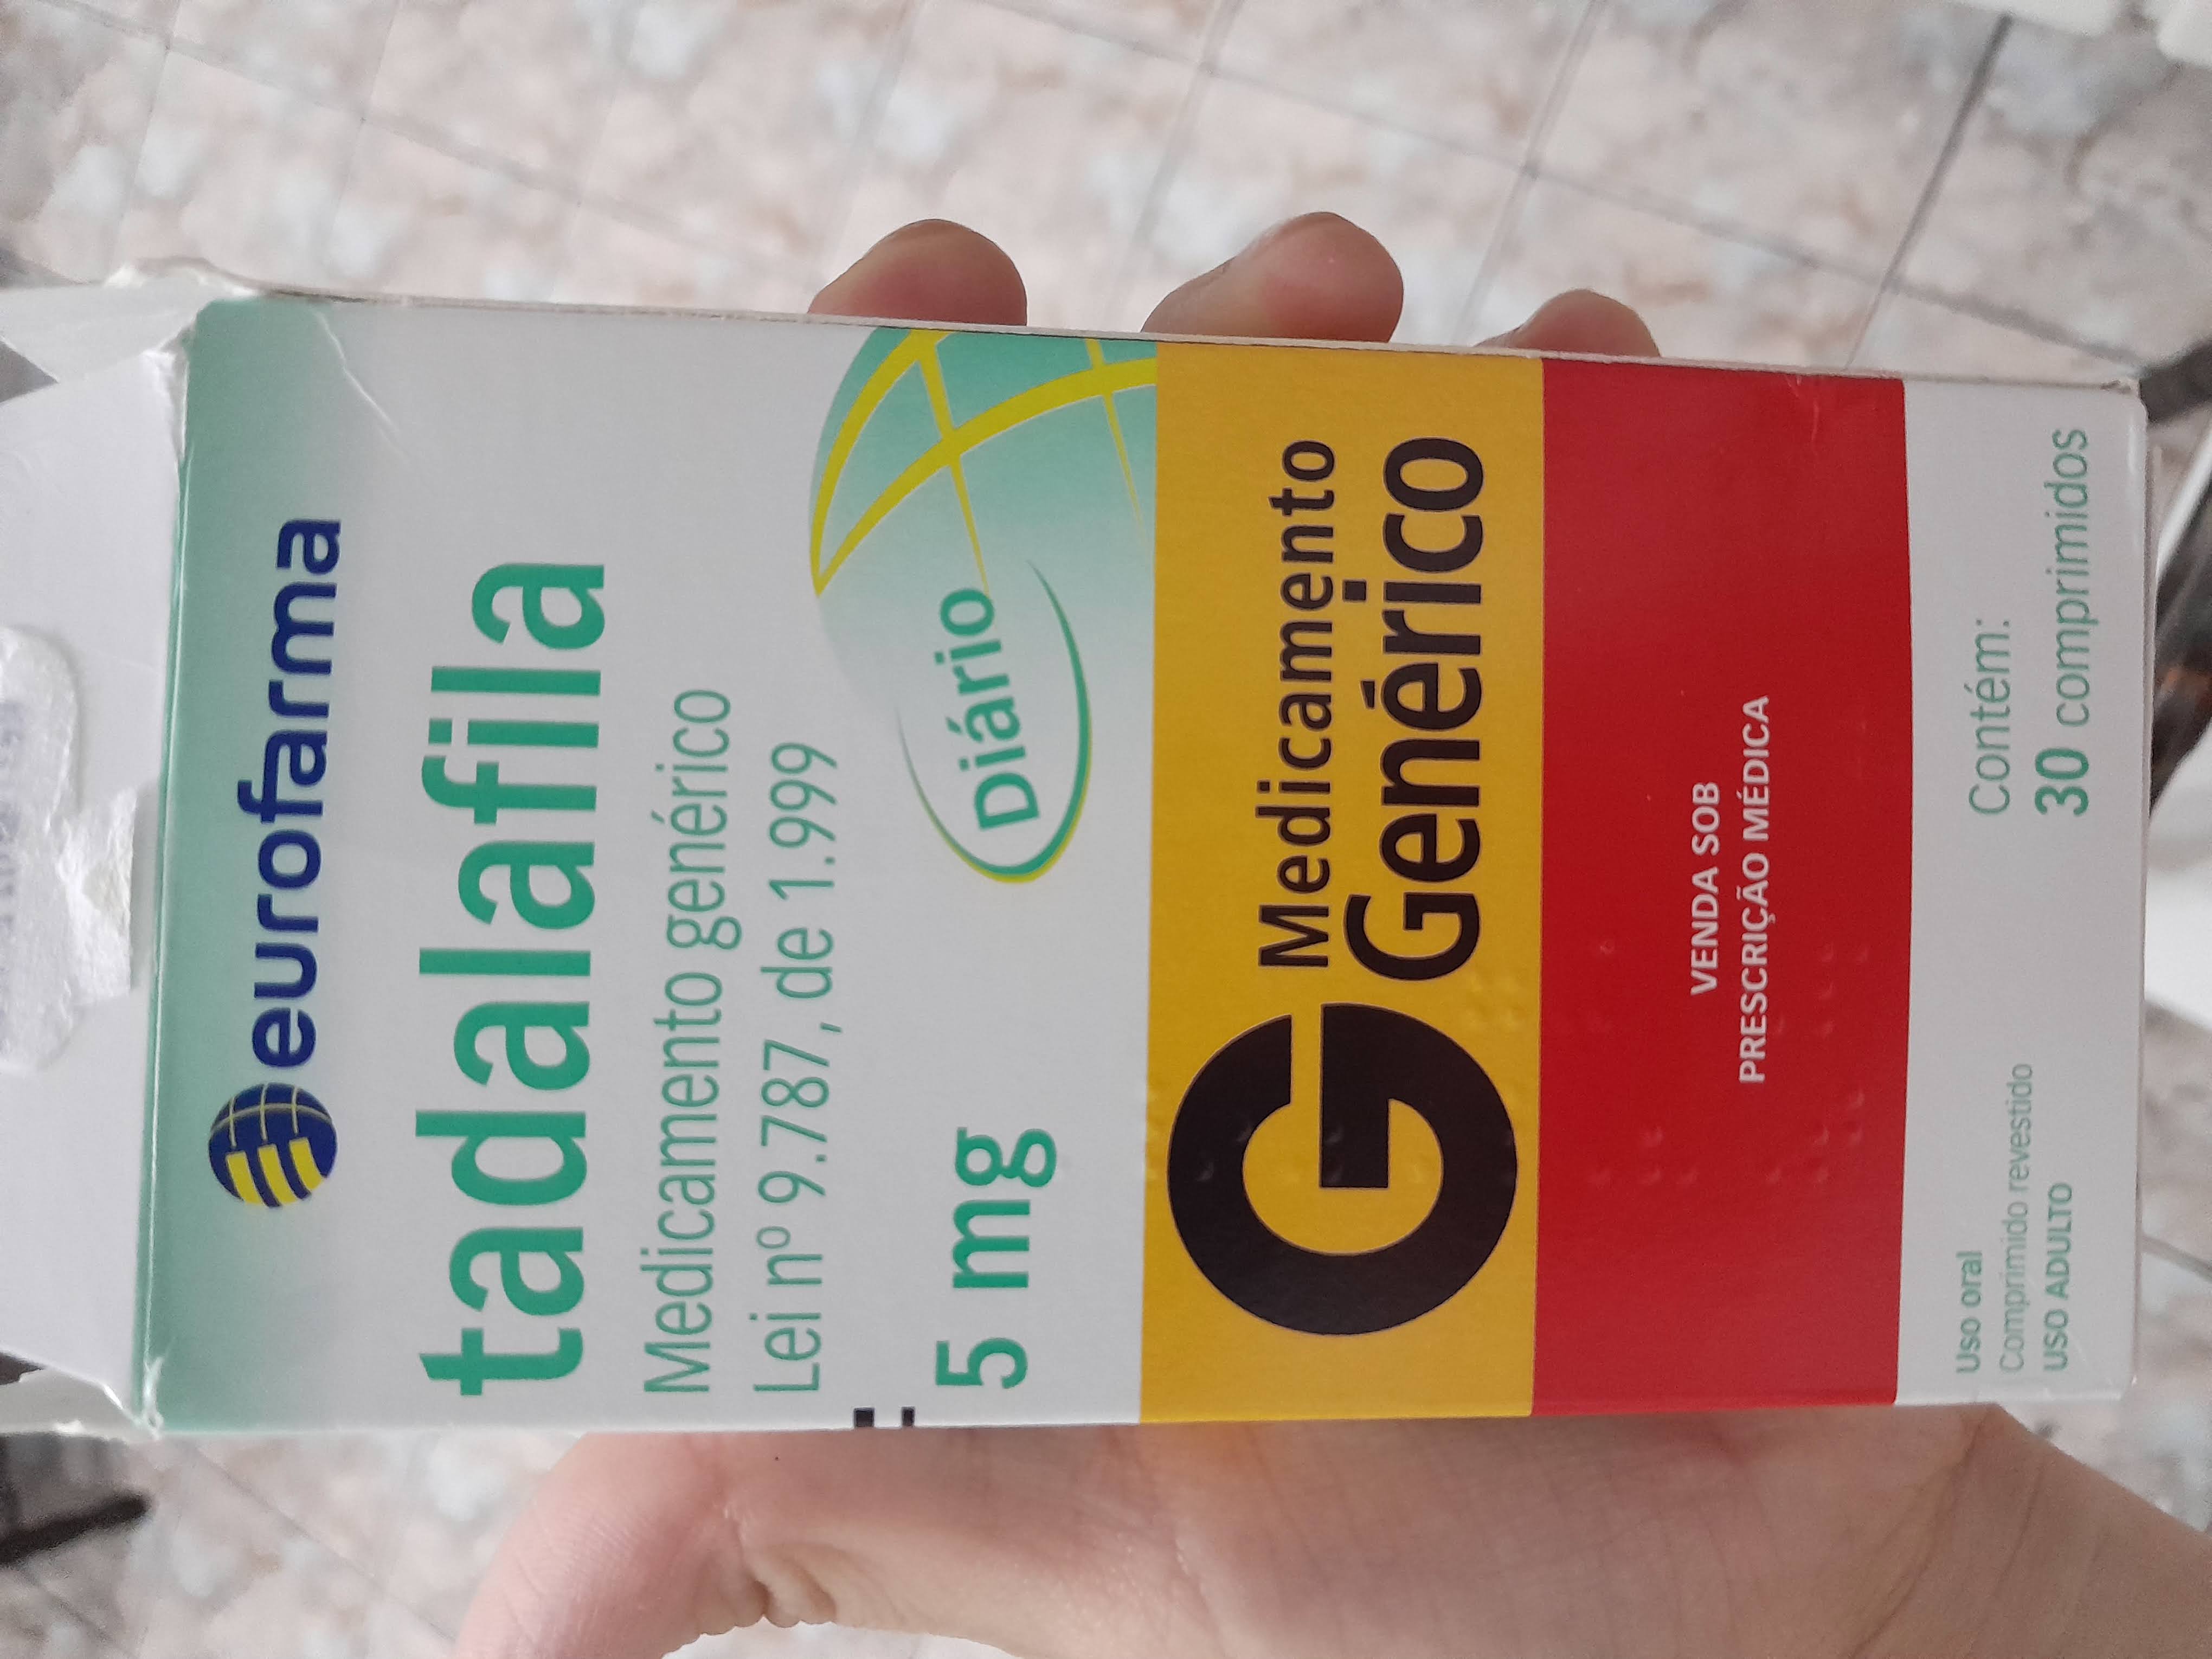 eurofarma
tadalafila
Medicamento genérico
Lei nº 9.787, de 1.999
5 mg
Diário
G
Medicamento
Genérico
VENDA SOB
PRESCRIÇÃO MÉDICA
Uso oral
Comprimido revestido
USO ADULTO
Contém:
30 comprimidos